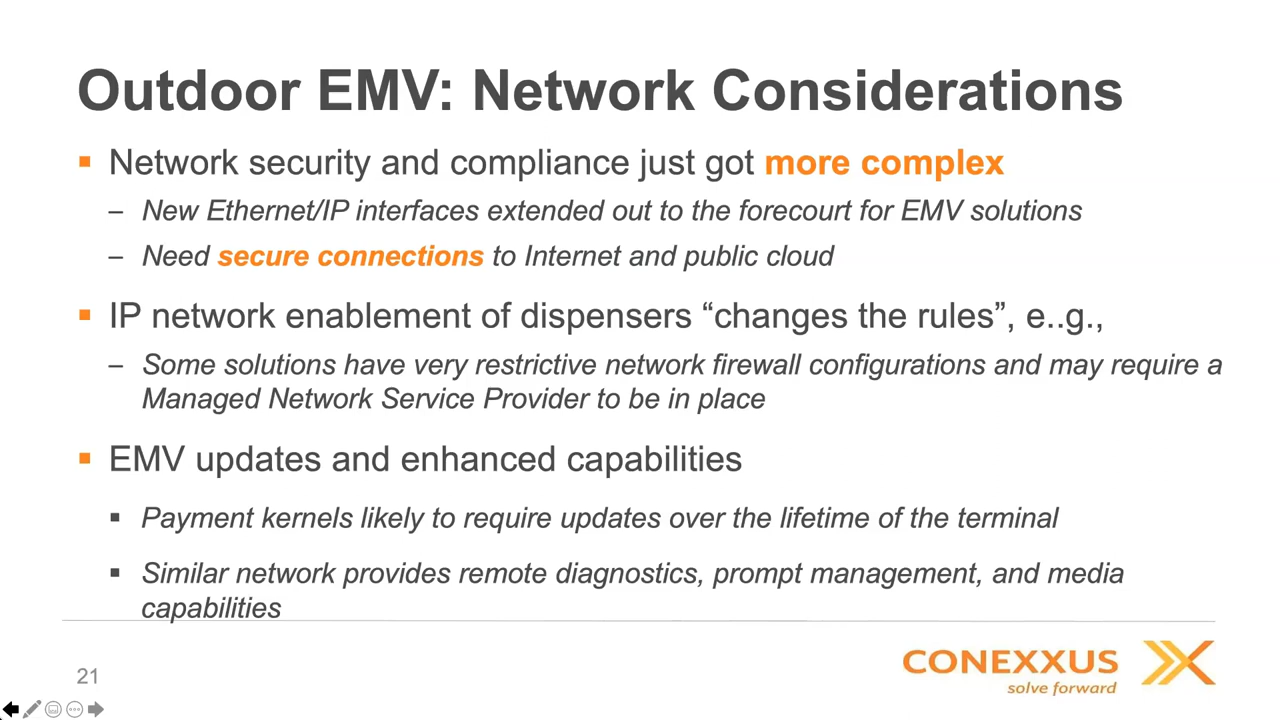 Outdoor EMV: Network Considerations
Network security and compliance just got more complex
– New Ethernet/IP interfaces extended out to the forecourt for EMV solutions
– Need secure connections to Internet and public cloud
IP network enablement of dispensers “changes the rules”, e..g.,
– Some solutions have very restrictive network firewall configurations and may require a
Managed Network Service Provider to be in place
EMV updates and enhanced capabilities
Payment kernels likely to require updates over the lifetime of the terminal
Similar network provides remote diagnostics, prompt management, and media
capabilities
CONEXXUS
solve forward
21